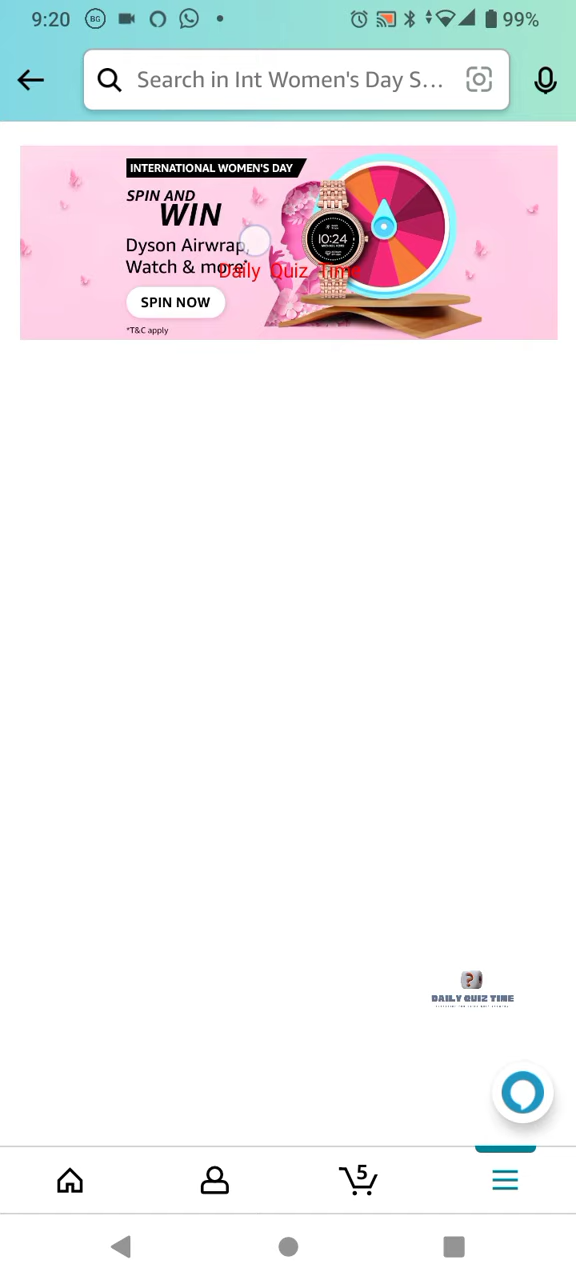 9:20
BG
99%
Search in Int Women's Day S...
INTERNATIONAL WOMEN'S DAY
SPIN AND
WIN
Dyson Airwrap,
Watch & more*
Daily Quiz Time
10:24
SPIN NOW
*T&C apply
?
DAILY QUIZ TIME
5